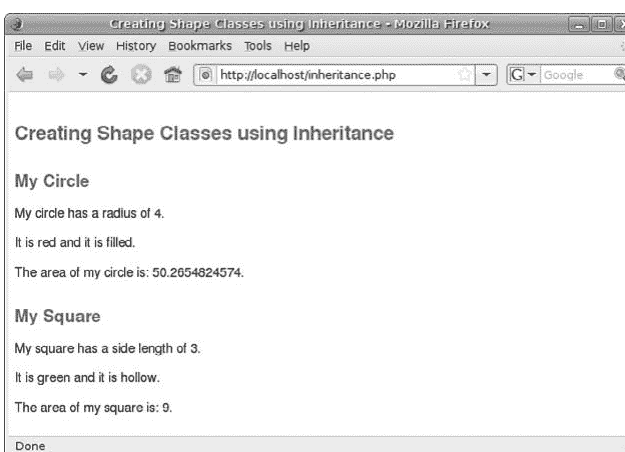 Creating Shape Classes using Inheritance - Mozilla Firefox
File Edit View History Bookmarks Tools Help
http://localhost/inheritance.php
G Google
Creating Shape Classes using Inheritance
My Circle
My circle has a radius of 4.
It is red and it is filled.
The area of my circle is: 50.2654824574.
My Square
My square has a side length of 3.
It is green and it is hollow.
The area of my square is: 9.
Done